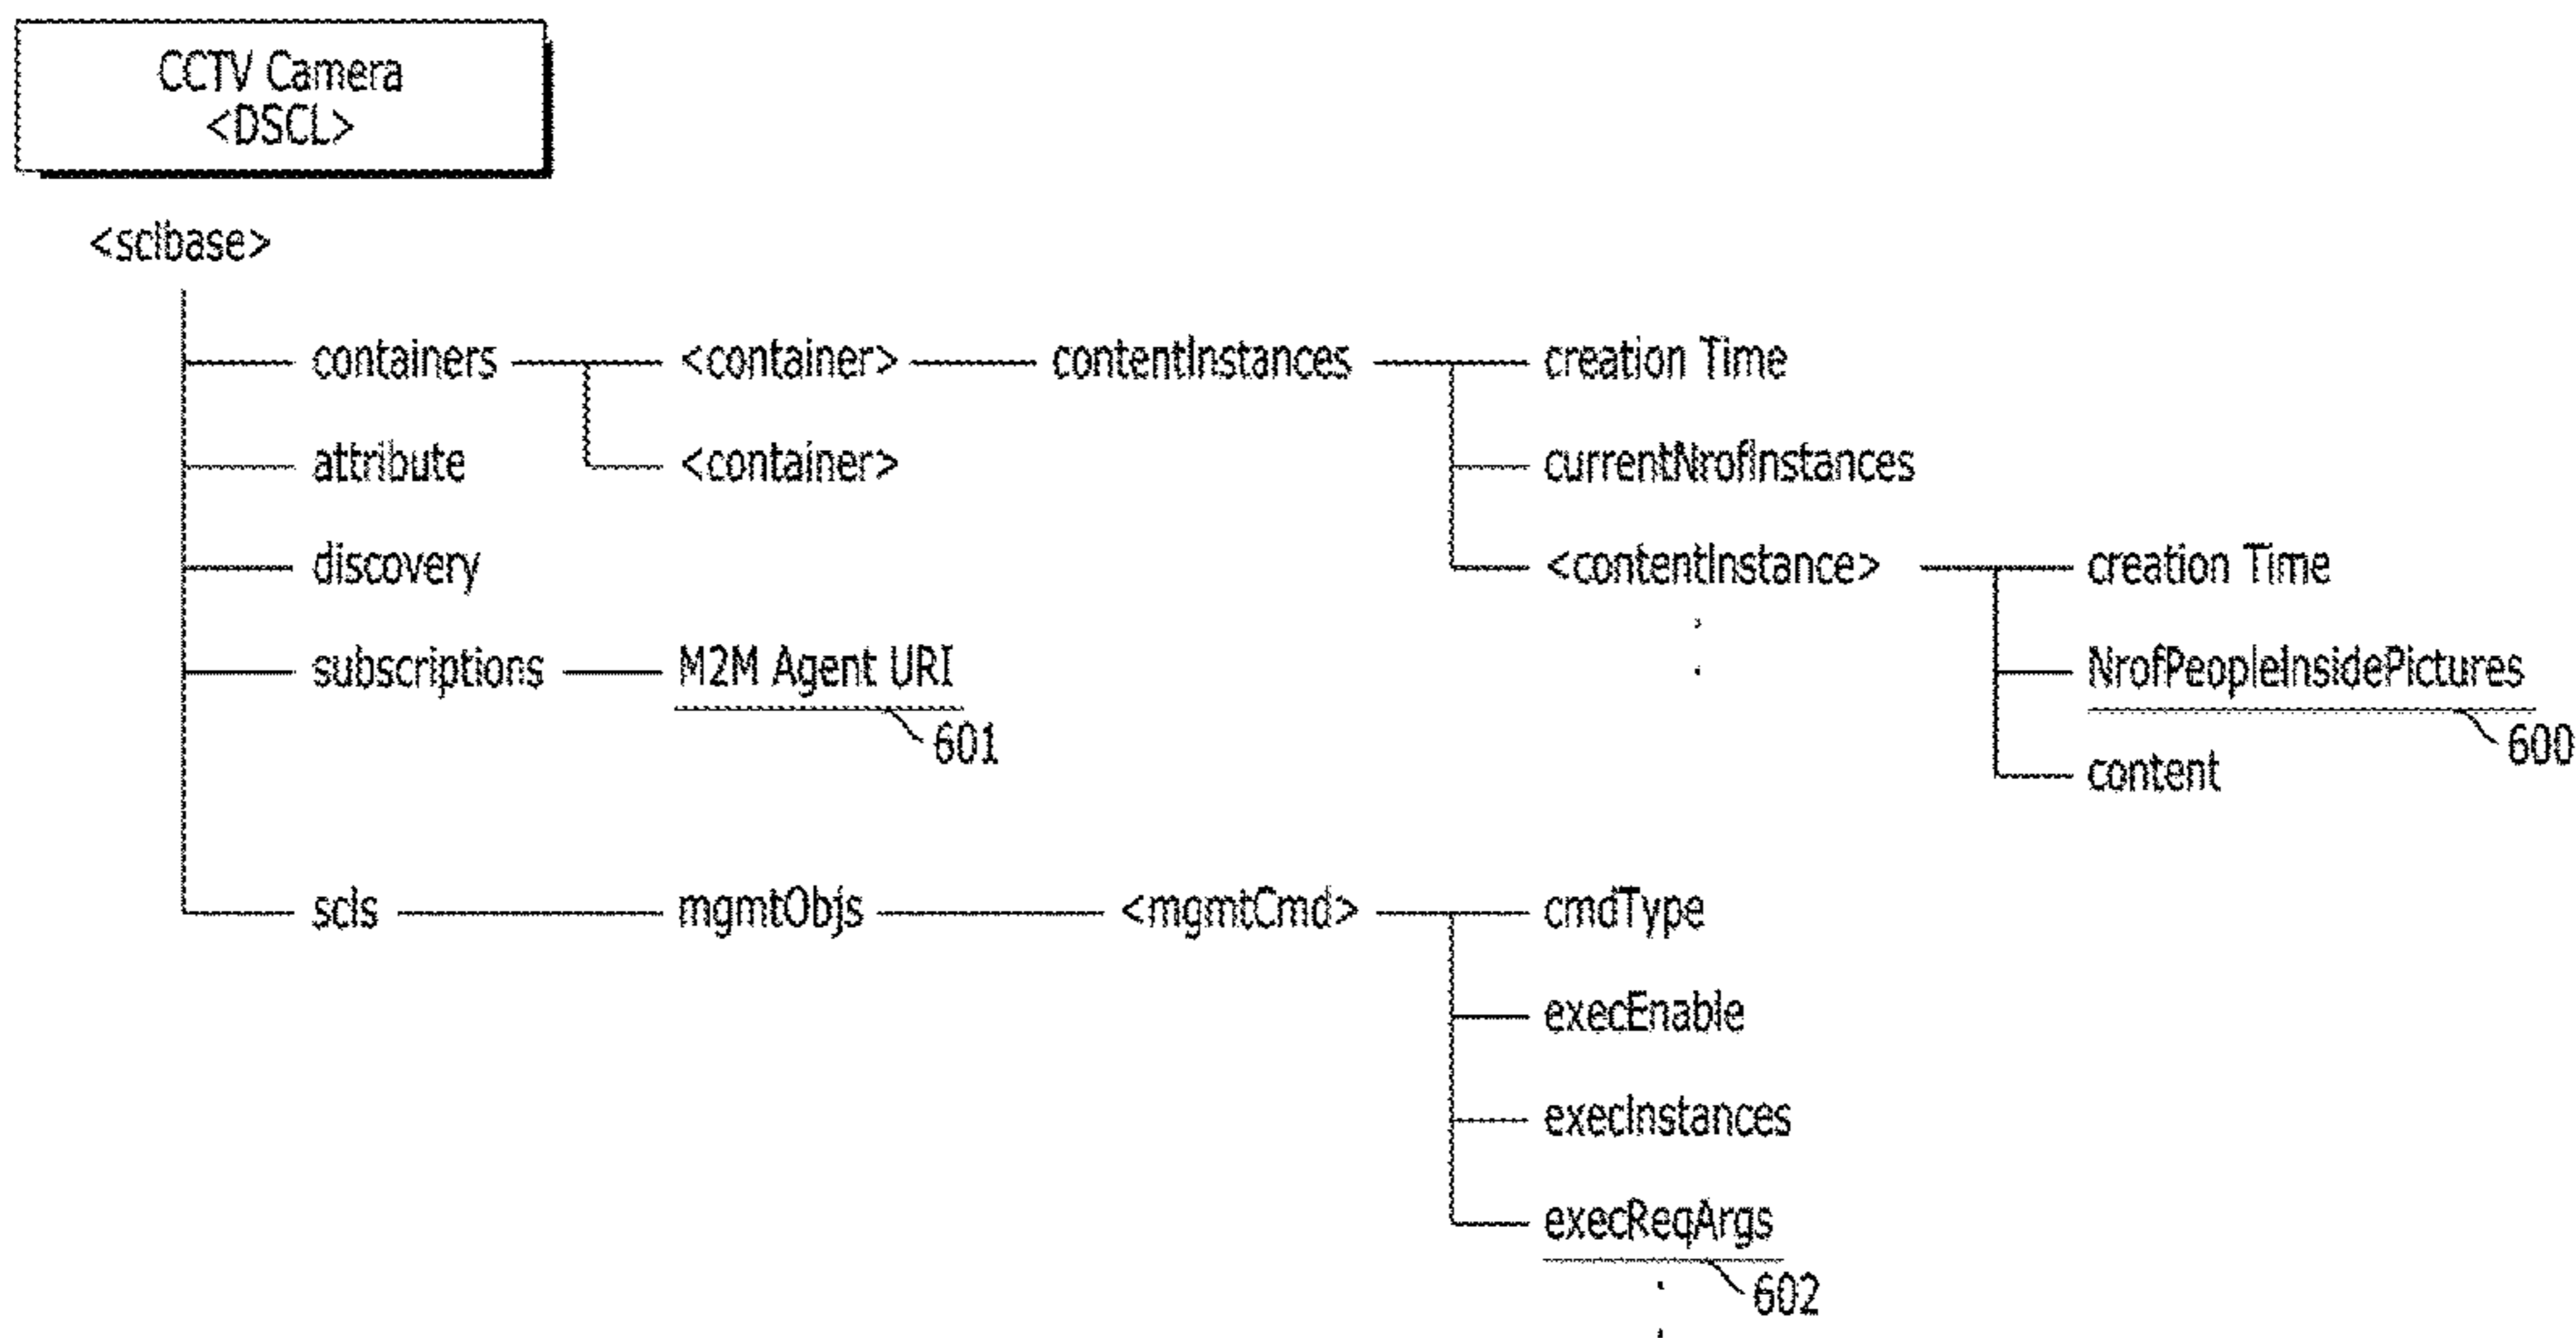 CCTV Camera
<DSCL>
<sclbase>
containers <container> contentInstances creation Time
attribute <container> currentNrofInstances
discovery <contentInstance> creation Time
subscriptions M2M Agent URI NrofPeopleInsidePictures
601 600
content
scls mgmtObjs <mgmtCmd> cmdType
execEnable
execInstances
execReqArgs
602